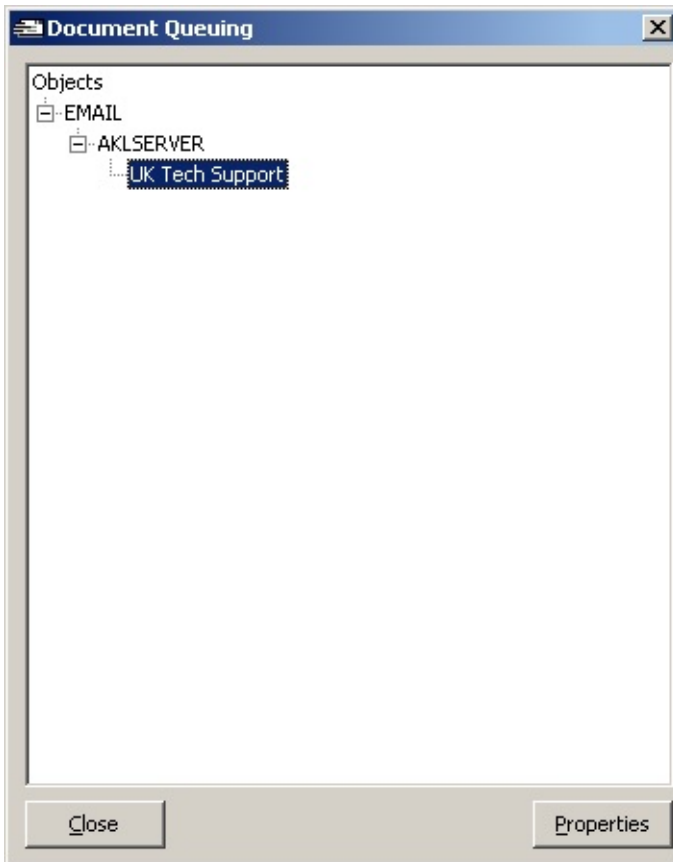 Document Queuing
Objects
EMAIL
AKLSERVER
UK Tech Support
Close
Properties